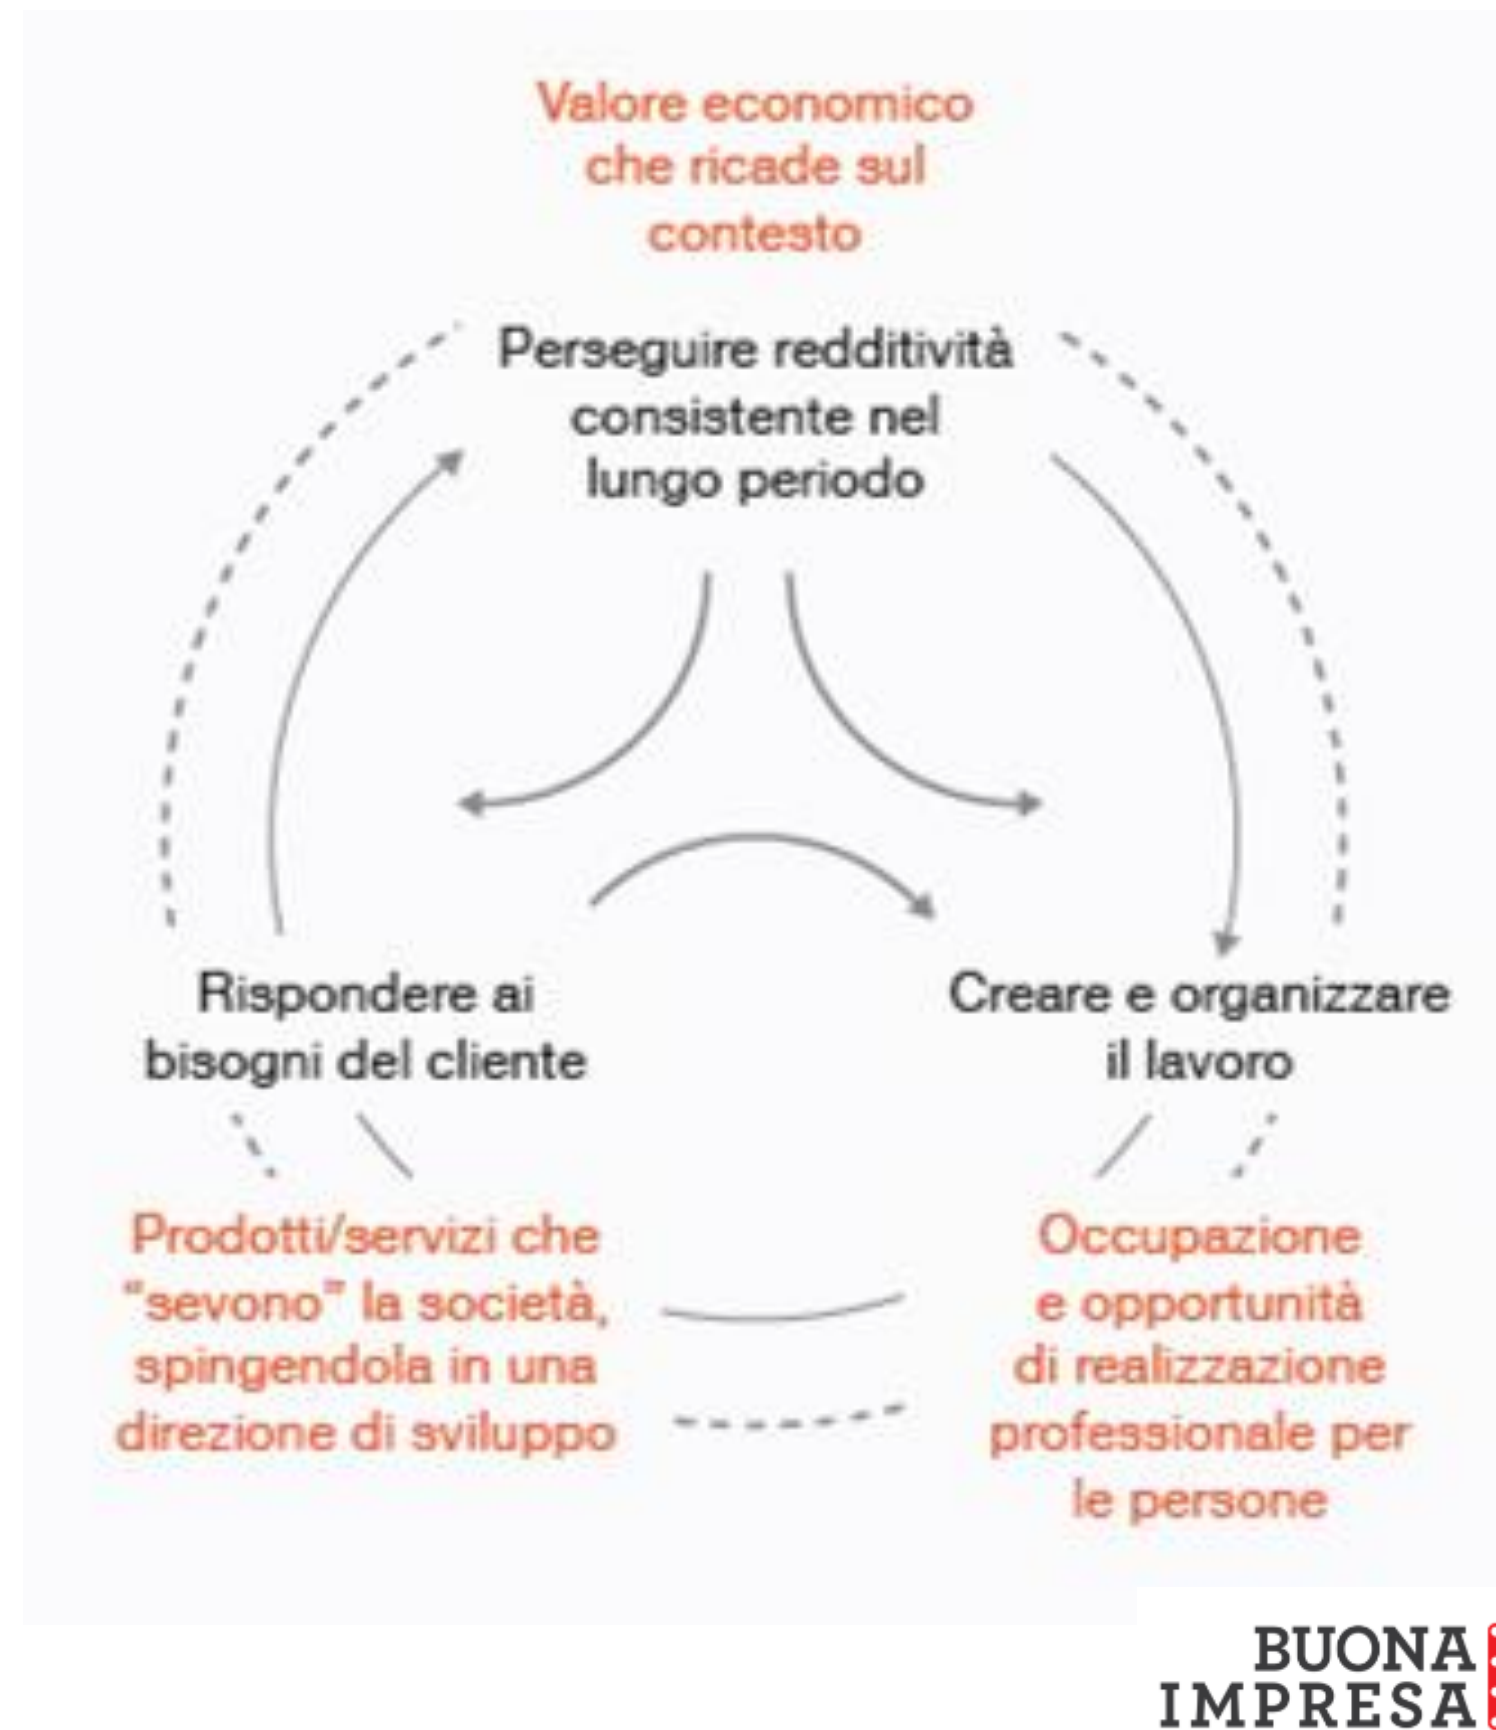 Valore economico
che ricade sul
contesto
Perseguire redditività
consistente nel
lungo periodo
Rispondere ai
bisogni del cliente
Creare e organizzare
il lavoro
Prodotti/servizi che
“sevono” la società,
spingendola in una
direzione di sviluppo
Occupazione
e opportunità
di realizzazione
professionale per
le persone
BUONA
IMPRESA